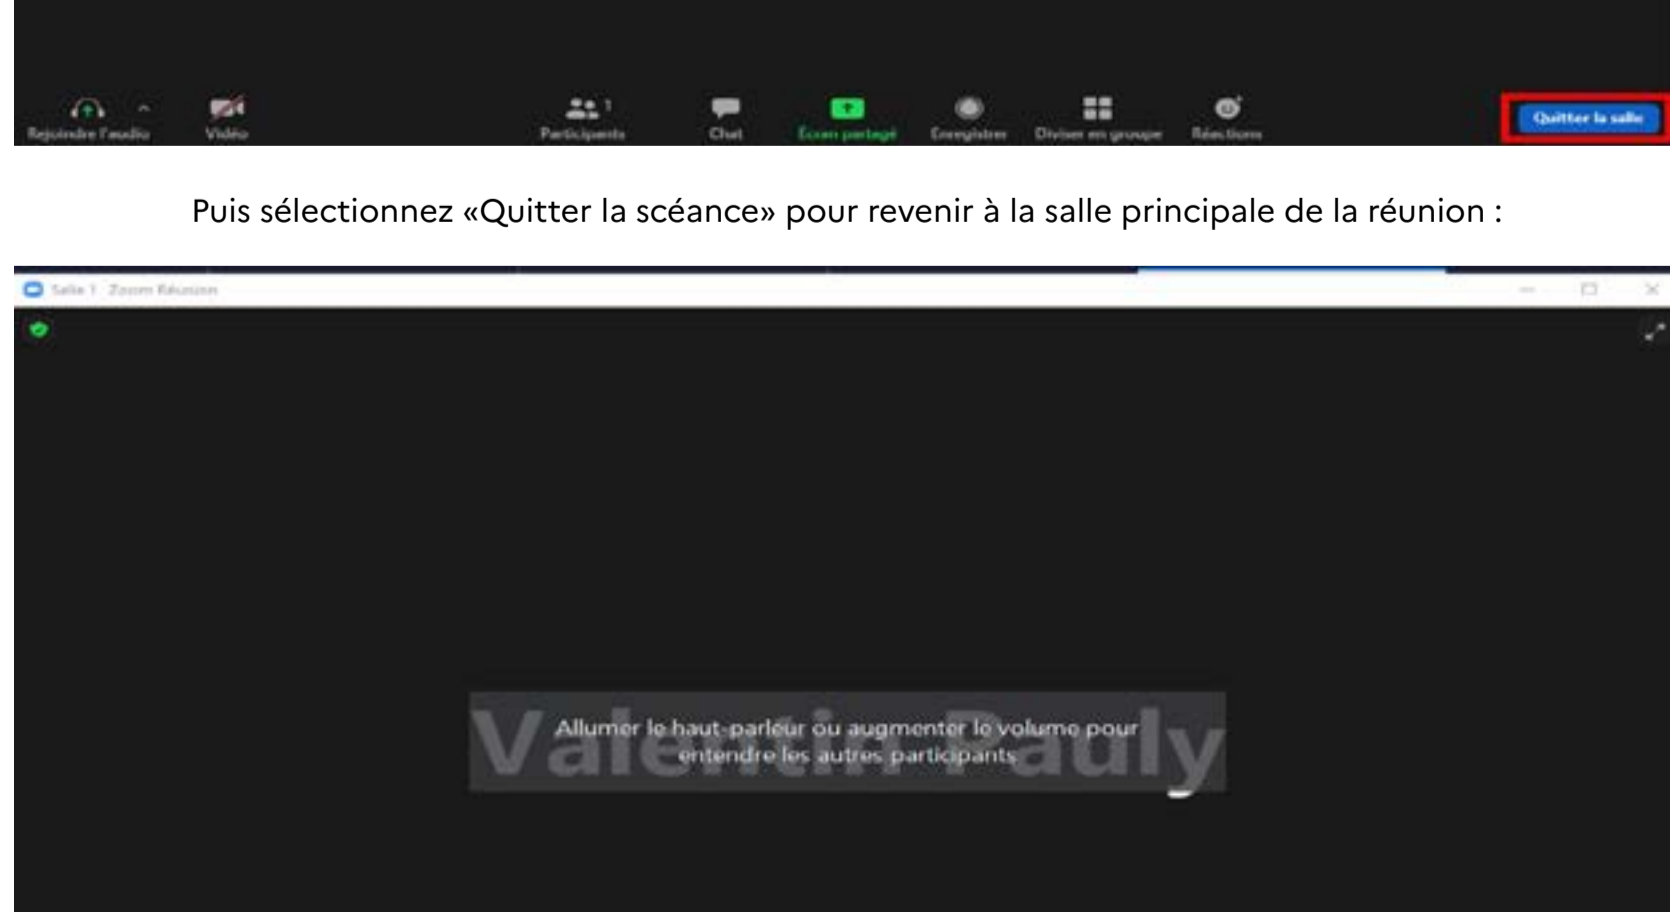 Rejoindre l'audio Vidéo Participants 1 Chat Écran partagé Enregistrer Diviser en groupe Réactions Quitter la salle
Puis sélectionnez «Quitter la scéance» pour revenir à la salle principale de la réunion :
Salle 1 Zoom Réunion
Valentin Pauly
Allumer le haut-parleur ou augmenter le volume pour
entendre les autres participants